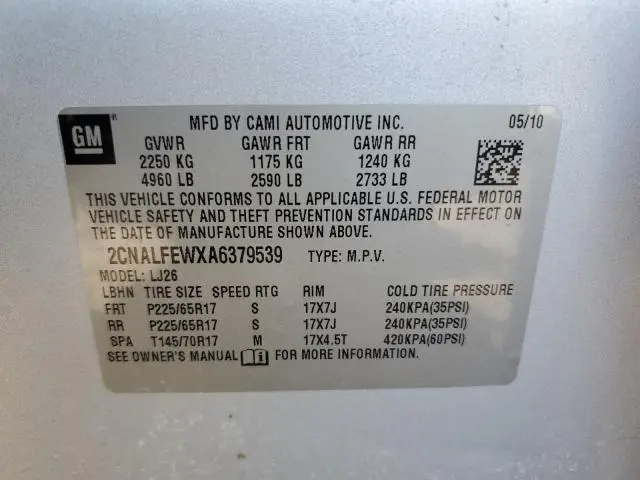 GM ®
MFD BY CAMI AUTOMOTIVE INC. 05/10
GVWR GAWR FRT GAWR RR
2250 KG 1175 KG 1240 KG
4960 LB 2590 LB 2733 LB
THIS VEHICLE CONFORMS TO ALL APPLICABLE U.S. FEDERAL MOTOR
VEHICLE SAFETY AND THEFT PREVENTION STANDARDS IN EFFECT ON
THE DATE OF MANUFACTURE SHOWN ABOVE.
2CNALFEWXA6379539 TYPE: M.P.V.
MODEL: LJ26
LBHN TIRE SIZE SPEED RTG RIM COLD TIRE PRESSURE
FRT P225/65R17 S 17X7J 240KPA(35PSI)
RR P225/65R17 S 17X7J 240KPA(35PSI)
SPA T145/70R17 M 17X4.5T 420KPA(60PSI)
SEE OWNER'S MANUAL FOR MORE INFORMATION.